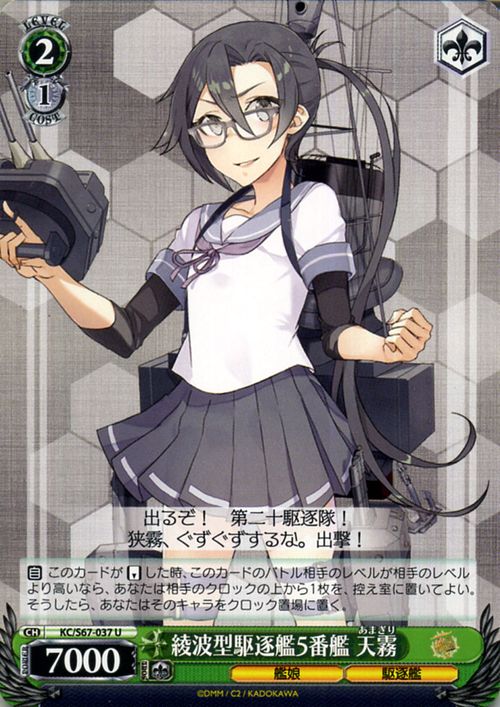 LEVEL
2
1
COST
出るぞ! 第二十駆逐隊!
狭霧、ぐずぐずするな。出撃!
このカードが した時、このカードのバトル相手のレベルが相手のレベル
より高いなら、あなたは相手のクロックの上から1枚を、控え室に置いてよい。
そうしたら、あなたはそのキャラをクロック置場に置く。
CH KC/S67-037 U
POWER
7000
SOUL
あまぎり
綾波型駆逐艦5番艦 天霧
艦娘
駆逐艦
©DMM / C2 / KADOKAWA